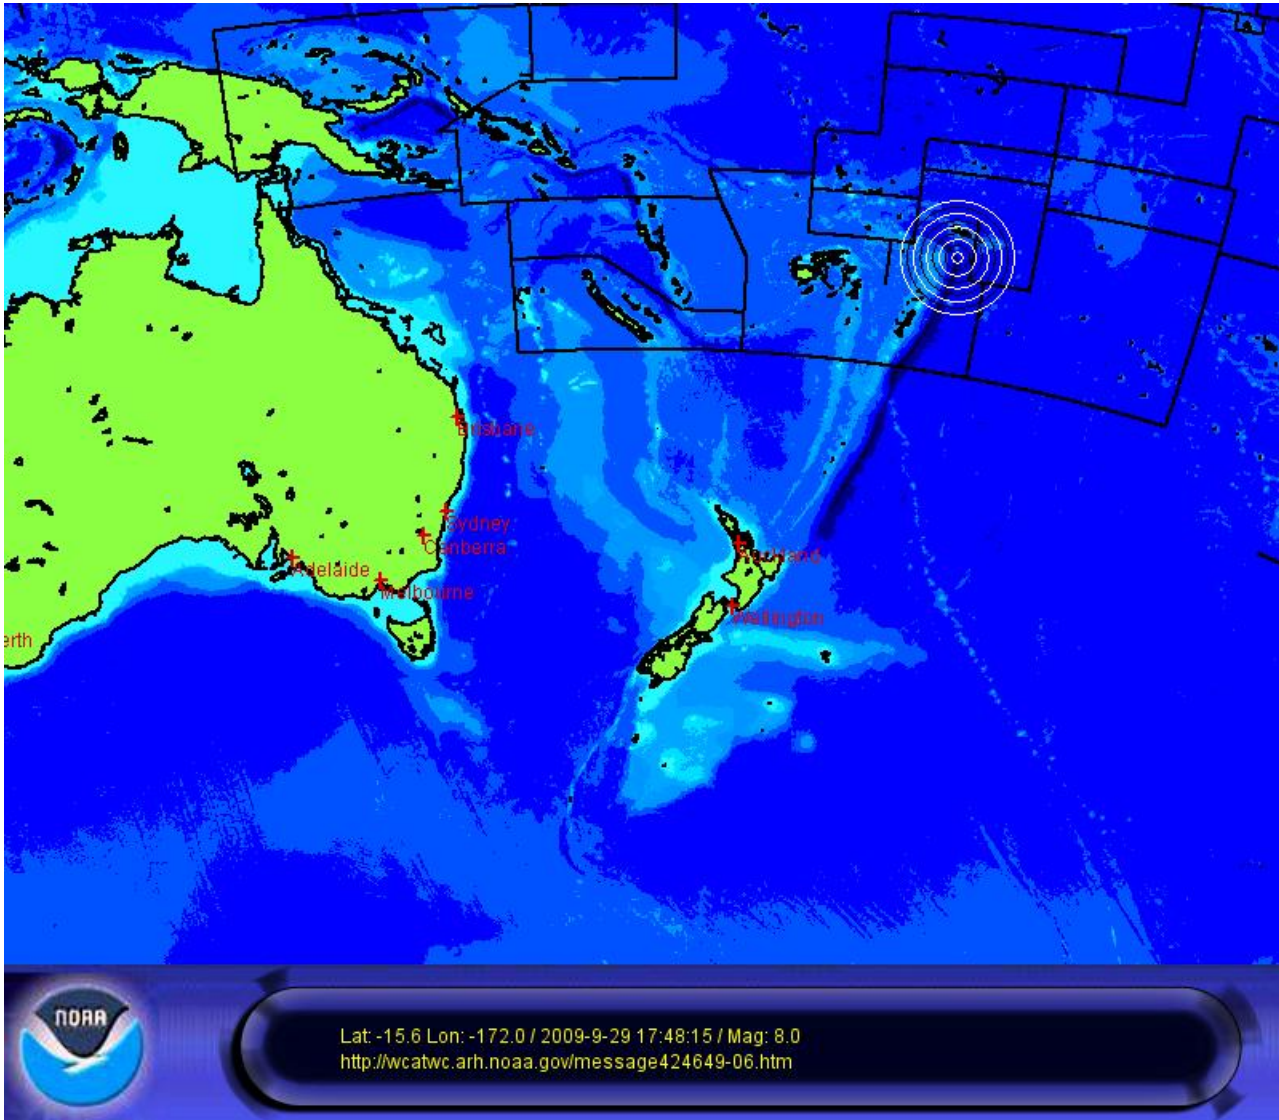 Brisbane
Sydney
Canberra
Adelaide
Melbourne
Auckland
Wellington
erth
NOAA
Lat: -15.6 Lon: -172.0 / 2009-9-29 17:48:15 / Mag: 8.0
http://wcatwc.arh.noaa.gov/message424649-06.htm